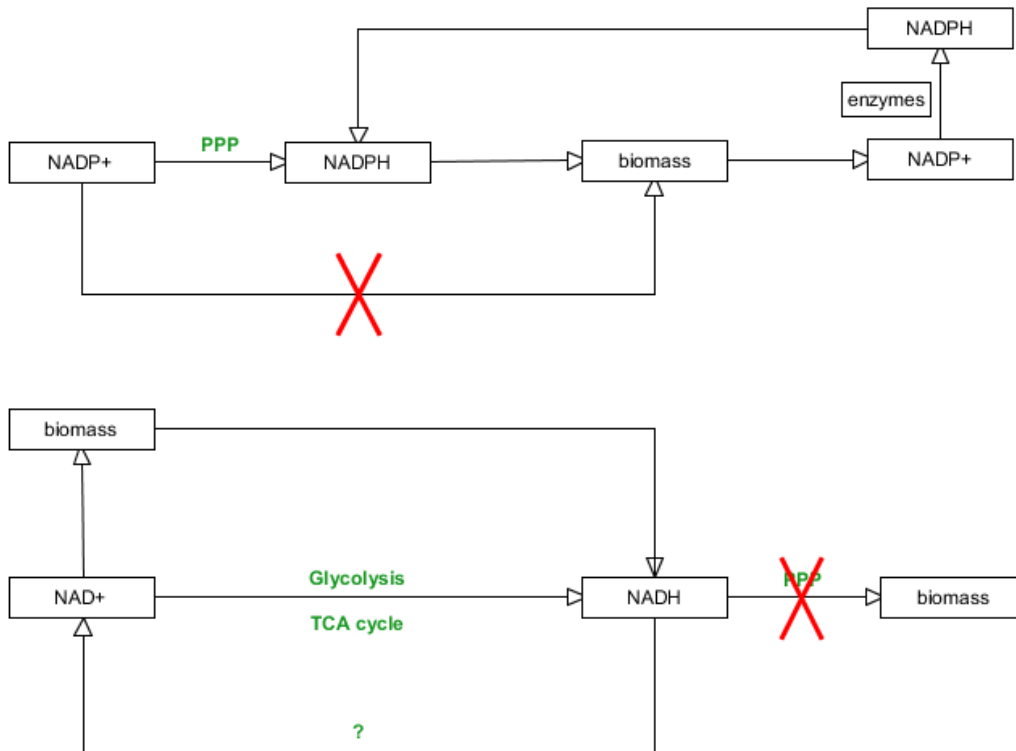 NADPH
enzymes
PPP
NADP+
NADPH
biomass
NADP+
biomass
Glycolysis
PPP
NAD+
NADH
biomass
TCA cycle
?